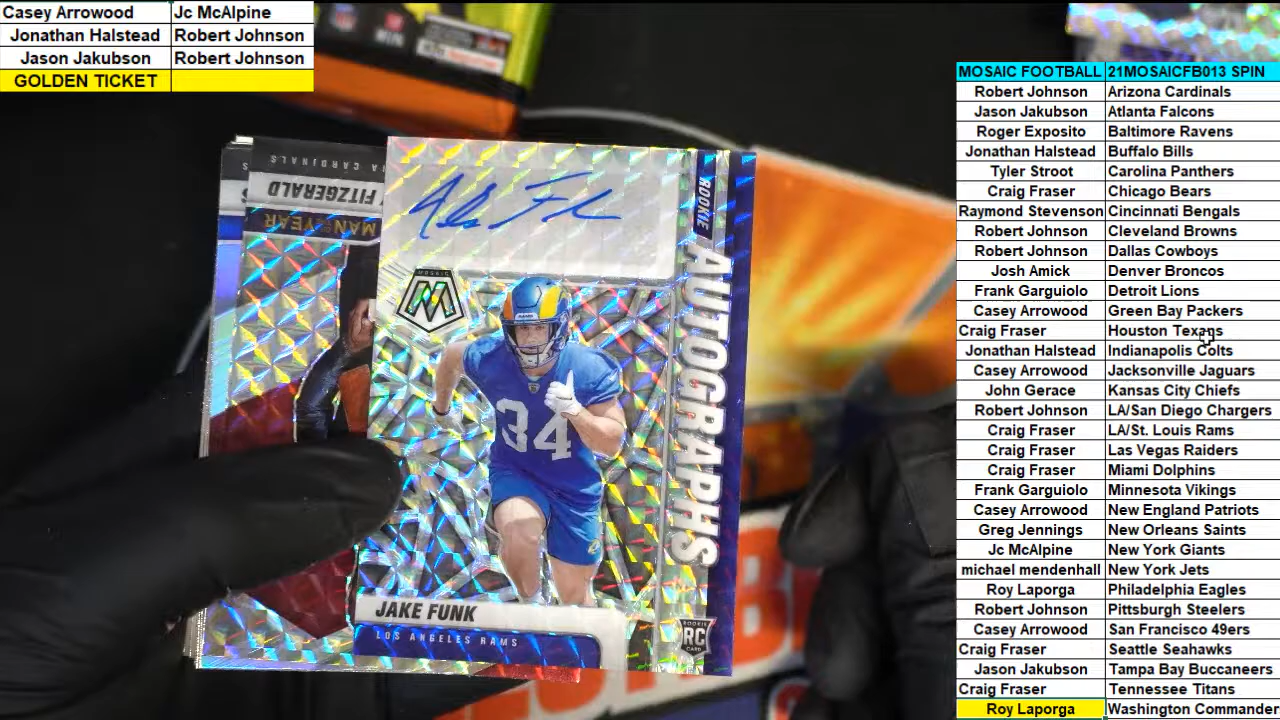 Casey Arrowood Jc McAlpine
Jonathan Halstead Robert Johnson
Jason Jakubson Robert Johnson
GOLDEN TICKET
MOSAIC FOOTBALL 21MOSAICFB013 SPIN
Robert Johnson Arizona Cardinals
Jason Jakubson Atlanta Falcons
Roger Exposito Baltimore Ravens
Jonathan Halstead Buffalo Bills
Tyler Stroot Carolina Panthers
Craig Fraser Chicago Bears
Raymond Stevenson Cincinnati Bengals
Robert Johnson Cleveland Browns
Robert Johnson Dallas Cowboys
Josh Amick Denver Broncos
Frank Garguiolo Detroit Lions
Casey Arrowood Green Bay Packers
Craig Fraser Houston Texans
Jonathan Halstead Indianapolis Colts
Casey Arrowood Jacksonville Jaguars
John Gerace Kansas City Chiefs
Robert Johnson LA/San Diego Chargers
Craig Fraser LA/St. Louis Rams
Craig Fraser Las Vegas Raiders
Craig Fraser Miami Dolphins
Frank Garguiolo Minnesota Vikings
Casey Arrowood New England Patriots
Greg Jennings New Orleans Saints
Jc McAlpine New York Giants
michael mendenhall New York Jets
Roy Laporga Philadelphia Eagles
Robert Johnson Pittsburgh Steelers
Casey Arrowood San Francisco 49ers
Craig Fraser Seattle Seahawks
Jason Jakubson Tampa Bay Buccaneers
Craig Fraser Tennessee Titans
Roy Laporga Washington Commander
CARDINALS
FITZGERALD
MAN OF THE YEAR
ROOKIE
AUTOGRAPHS
MOSAIC
M
34
JAKE FUNK
LOS ANGELES RAMS
ROOKIE
RC
CARD